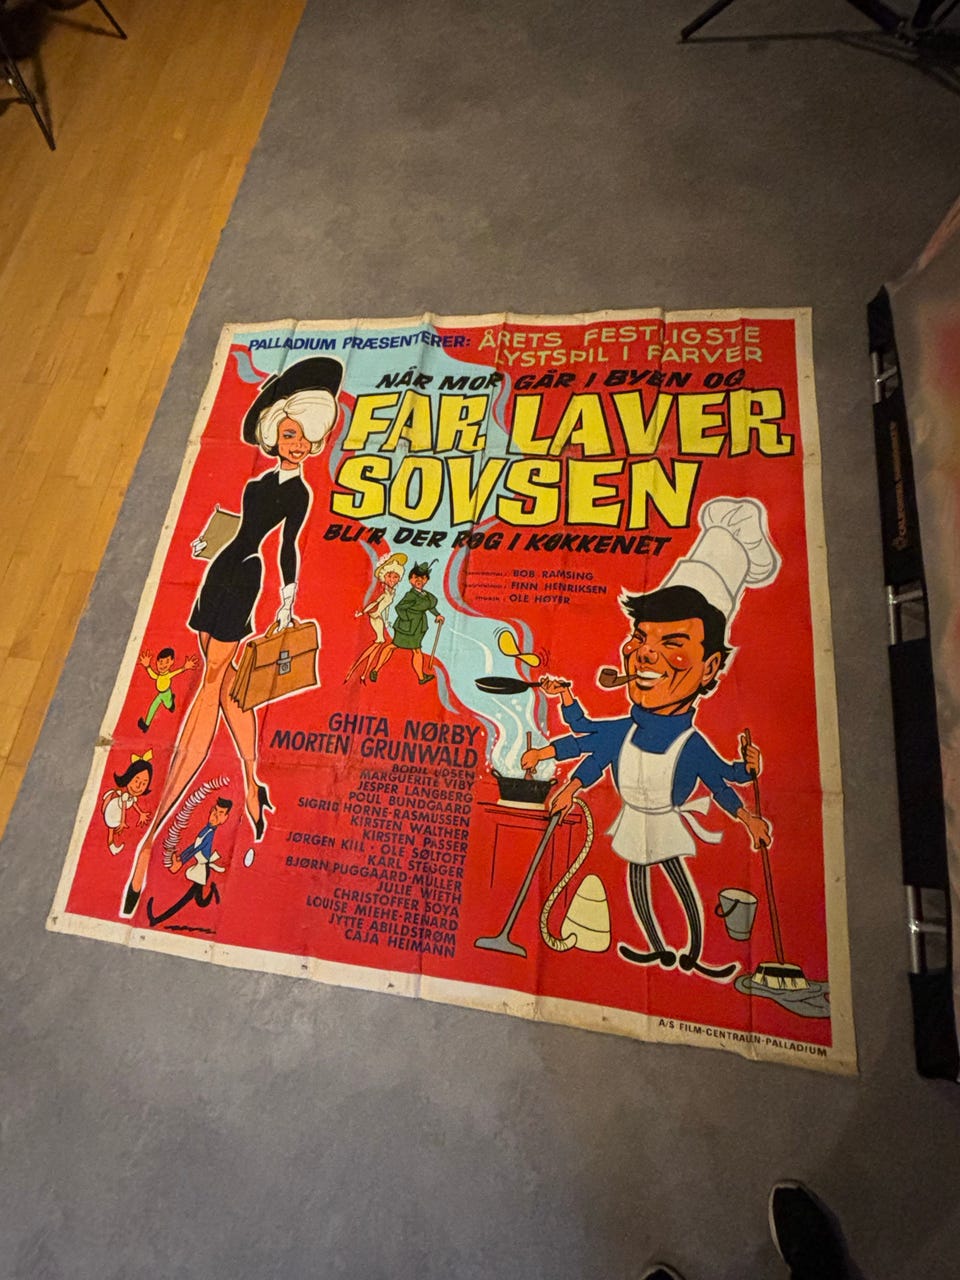 PALLADIUM PRÆSENTERER:
ÅRETS FESTLIGSTE
LYSTSPIL I FARVER
NÅR MOR GÅR I BYEN OG
FAR LAVER
SOVSEN
BLI'R DER RØG I KØKKENET
BOB RAMSING
FINN HENRIKSEN
MUSIK: OLE HØYER
GHITA NØRBY
MORTEN GRUNWALD
BODIL UDSEN
MARGUERITE VIBY
JESPER LANGBERG
POUL BUNDGAARD
SIGRID HORNE-RASMUSSEN
KIRSTEN WALTHER
KIRSTEN PASSER
JØRGEN KIIL · OLE SØLTOFT
KARL STEGGER
BJØRN PUGGAARD-MÜLLER
JULIE WIETH
CHRISTOFFER BOYA
LOUISE MIEHE-RENARD
JYTTE ABILDSTRØM
CAJA HEIMANN
A/S FILM-CENTRALEN-PALLADIUM